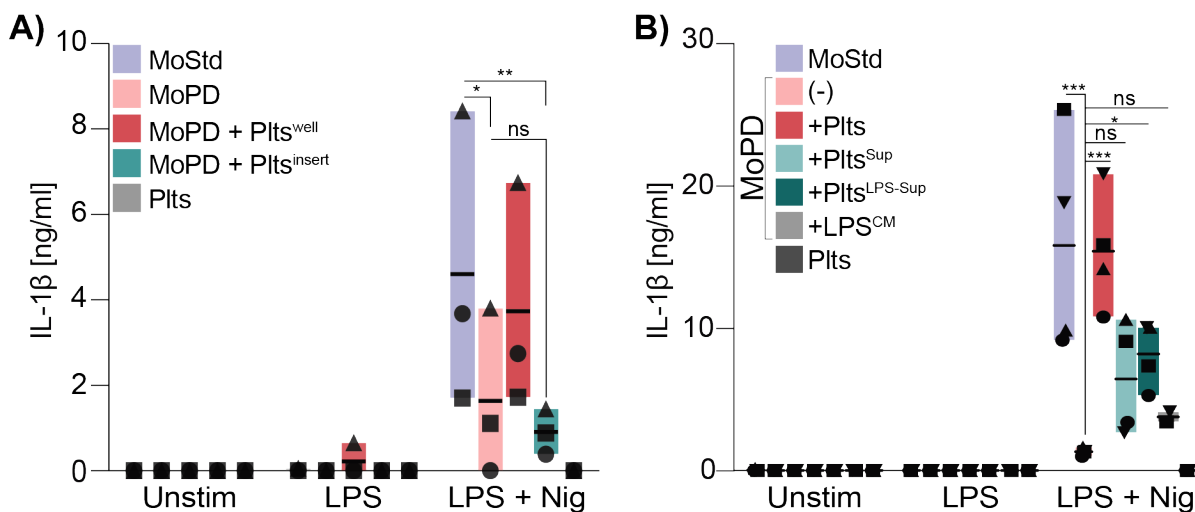 A)
10
8
6
4
2
0
IL-1β [ng/ml]
MoStd
MoPD
MoPD + Plts^well
MoPD + Plts^insert
Plts
**
*
ns
Unstim
LPS
LPS + Nig
B)
30
20
10
0
IL-1β [ng/ml]
MoStd
MoPD
(-)
+Plts
+Plts^Sup
+Plts^LPS-Sup
+LPS^CM
Plts
***
ns
*
ns
***
Unstim
LPS
LPS + Nig